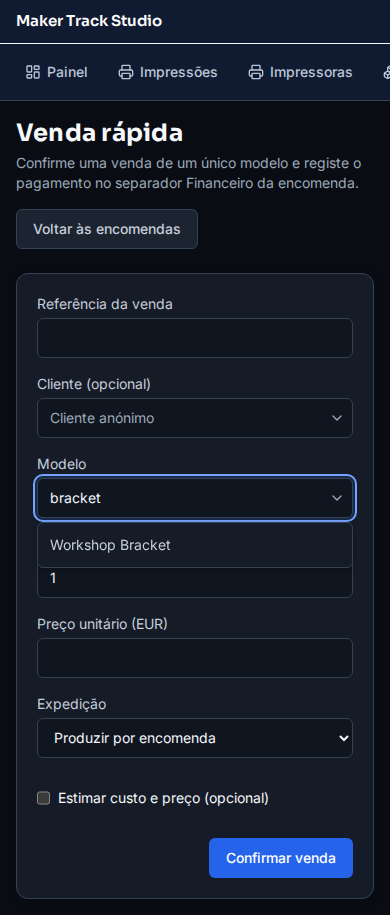 Maker Track Studio
Painel
Impressões
Impressoras
Venda rápida
Confirme uma venda de um único modelo e registe o
pagamento no separador Financeiro da encomenda.
Voltar às encomendas
Referência da venda
Cliente (opcional)
Cliente anónimo
Modelo
bracket
Workshop Bracket
1
Preço unitário (EUR)
Expedição
Produzir por encomenda
Estimar custo e preço (opcional)
Confirmar venda